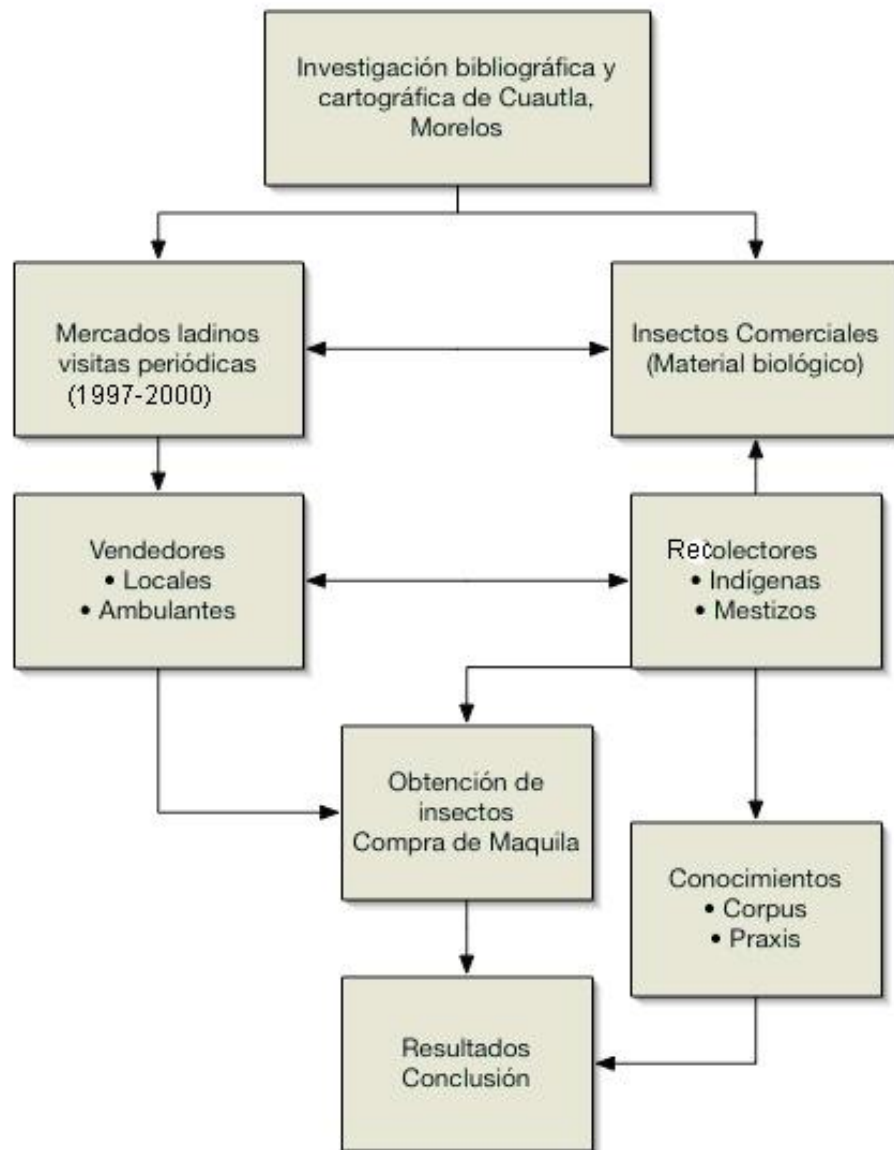 Investigación bibliográfica y
cartográfica de Cuautla,
Morelos
Mercados ladinos
visitas periódicas
(1997-2000)
Insectos Comerciales
(Material biológico)
Vendedores
• Locales
• Ambulantes
Recolectores
• Indígenas
• Mestizos
Obtención de
insectos
Compra de Maquila
Conocimientos
• Corpus
• Praxis
Resultados
Conclusión